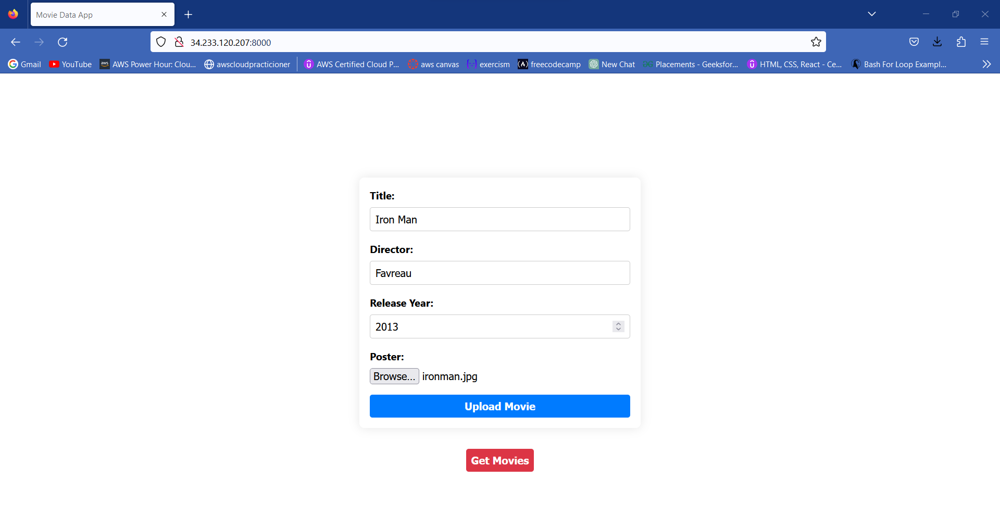 Movie Data App
34.233.120.207:8000
Gmail YouTube aws AWS Power Hour: Clou... awscloudpracticioner AWS Certified Cloud P... aws canvas exercism freecodecamp New Chat Placements - Geeksfor... HTML, CSS, React - Ce... Bash For Loop Exampl...
Title:
Iron Man
Director:
Favreau
Release Year:
2013
Poster:
Browse... ironman.jpg
Upload Movie
Get Movies